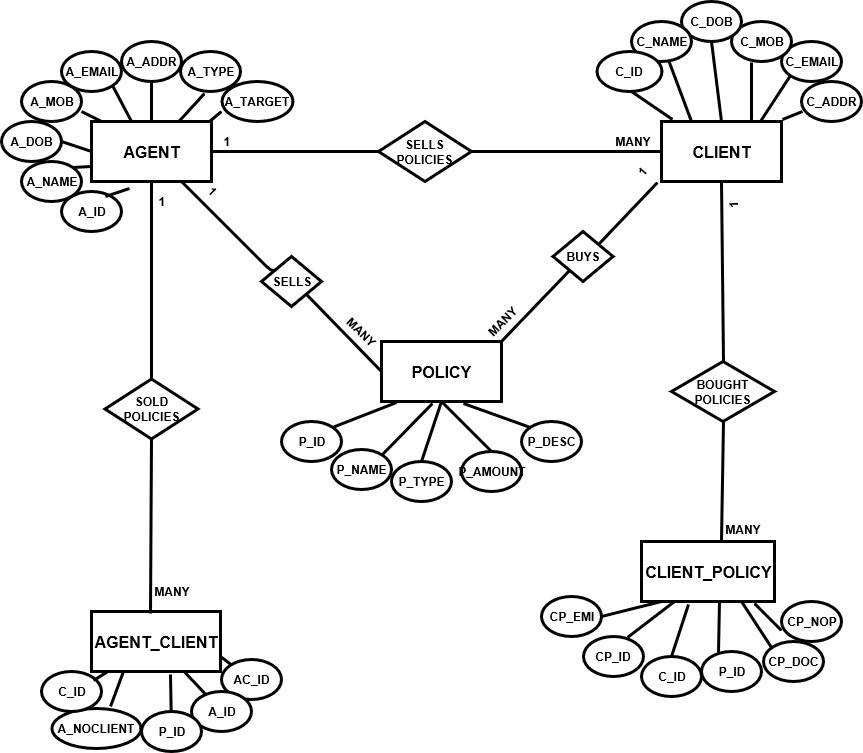 C_DOB
C_NAME
C_MOB
A_ADDR
C_EMAIL
A_EMAIL
A_TYPE
C_ID
A_MOB
A_TARGET
C_ADDR
A_DOB
AGENT
1
SELLS
POLICIES
MANY
CLIENT
A_NAME
1
1
A_ID
1
1
BUYS
SELLS
MANY
MANY
POLICY
BOUGHT
POLICIES
SOLD
POLICIES
P_ID
P_DESC
P_NAME
P_AMOUNT
P_TYPE
MANY
CLIENT_POLICY
MANY
CP_EMI
CP_NOP
AGENT_CLIENT
CP_ID
CP_DOC
C_ID
P_ID
AC_ID
C_ID
A_ID
A_NOCLIENT
P_ID